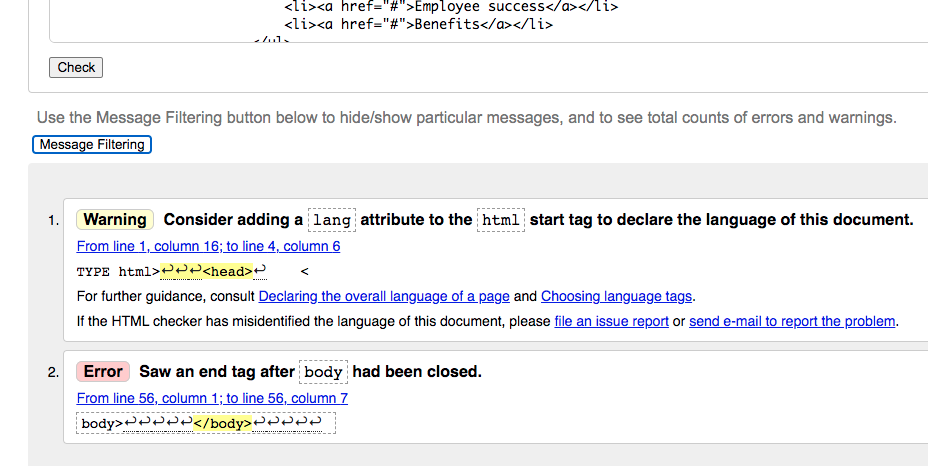 <li><a href="#">Employee success</a></li>
<li><a href="#">Benefits</a></li>
</ul>
Check
Use the Message Filtering button below to hide/show particular messages, and to see total counts of errors and warnings.
Message Filtering
1. Warning Consider adding a lang attribute to the html start tag to declare the language of this document.
From line 1, column 16; to line 4, column 6
TYPE html>↩↩↩<head>↩ <
For further guidance, consult Declaring the overall language of a page and Choosing language tags.
If the HTML checker has misidentified the language of this document, please file an issue report or send e-mail to report the problem.
2. Error Saw an end tag after body had been closed.
From line 56, column 1; to line 56, column 7
body>↩↩↩↩↩</body>↩↩↩↩↩